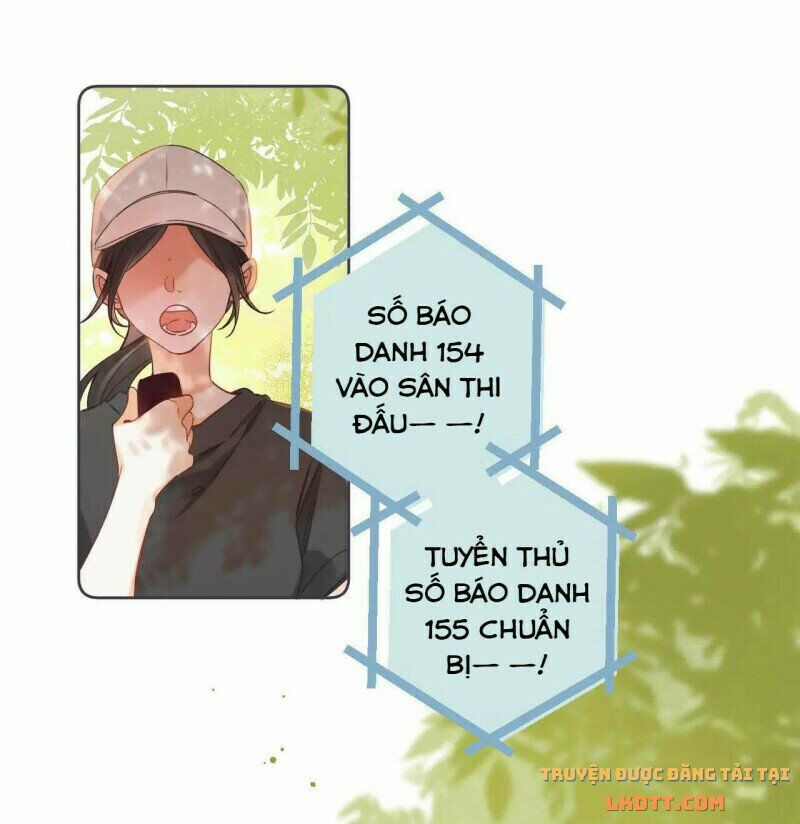 SỐ BÁO
DANH 154
VÀO SÂN THI
ĐẤU— —!
TUYỂN THỦ
SỐ BÁO DANH
155 CHUẨN
BỊ— —!
TRUYỆN ĐƯỢC ĐĂNG TẢI TẠI
LKDTT.COM